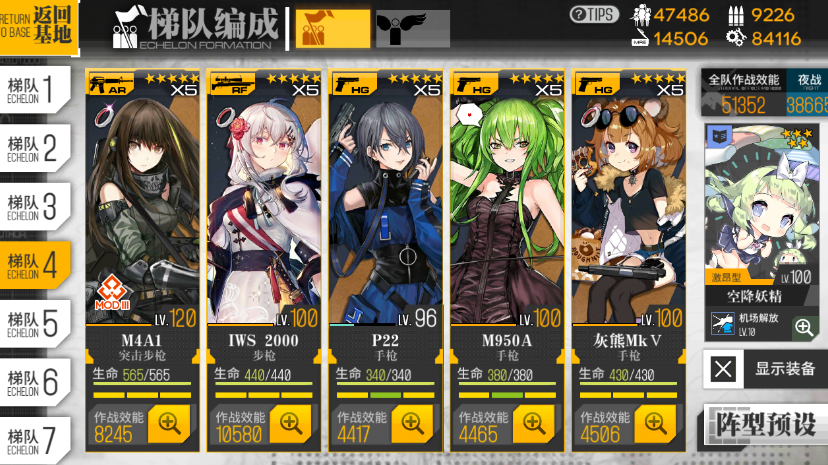 RETURN TO BASE
返回基地
梯队编成
ECHELON FORMATION
?TIPS
47486
9226
MRE
14506
84116
梯队 1
ECHELON
梯队 2
ECHELON
梯队 3
ECHELON
梯队 4
ECHELON
梯队 5
ECHELON
梯队 6
ECHELON
梯队 7
ECHELON
AR
X5
MOD III
LV.120
M4A1
突击步枪
生命 565/565
作战效能
8245
RF
X5
LV.100
IWS 2000
步枪
生命 440/440
作战效能
10580
HG
X5
LV.96
P22
手枪
生命 340/340
作战效能
4417
HG
X5
LV.100
M950A
手枪
生命 380/380
作战效能
4465
HG
X5
LV.100
灰熊MkⅤ
手枪
生命 430/430
作战效能
4506
全队作战效能
51352
夜战
NIGHT
38665
激昂型
LV.100
空降妖精
机场解放
LV.10
显示装备
阵型预设